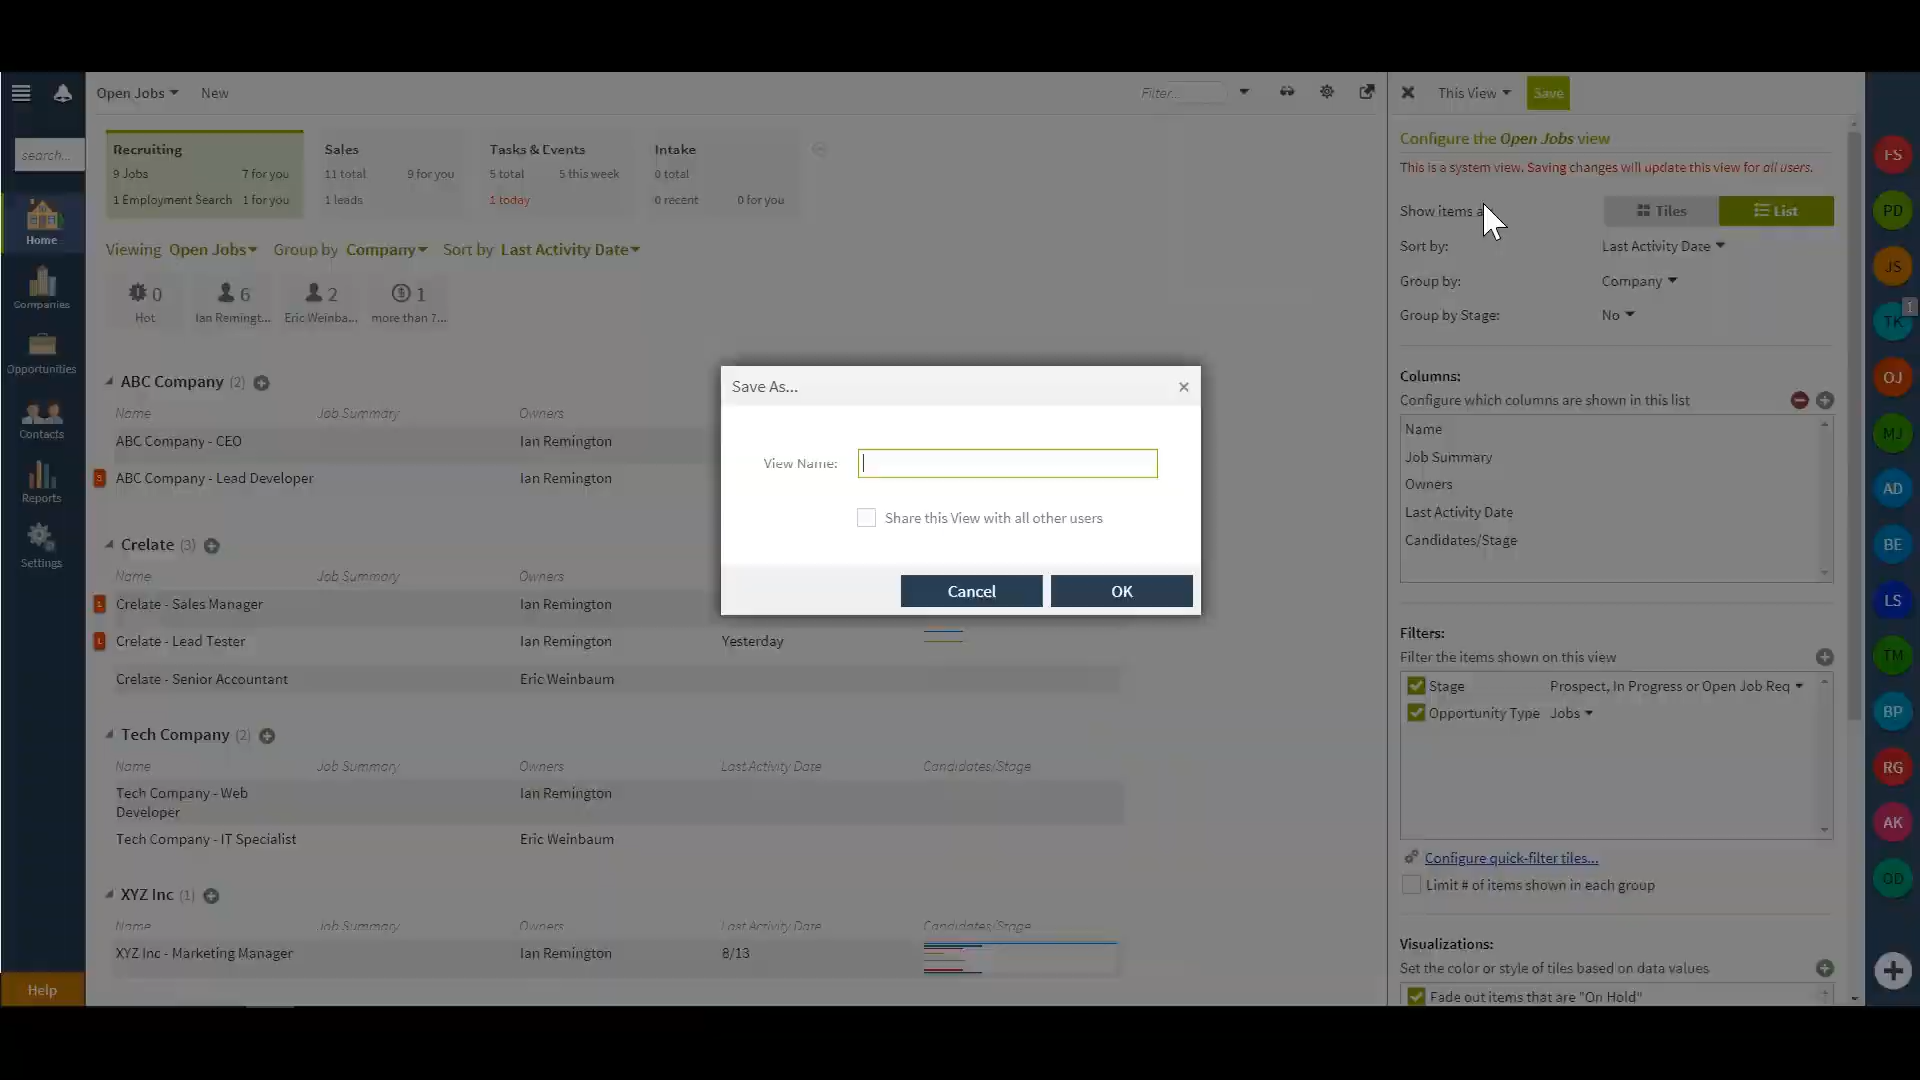 Open Jobs New Filter...
This View Save
search...
Home
Companies
Opportunities
Contacts
Reports
Settings
Help
Recruiting
9 Jobs 7 for you
1 Employment Search 1 for you
Sales
11 total 9 for you
1 leads
Tasks & Events
5 total 5 this week
1 today
Intake
0 total
0 recent 0 for you
Viewing Open Jobs Group by Company Sort by Last Activity Date
0
Hot
6
Ian Remingt...
2
Eric Weinba...
1
more than 7...
ABC Company (2)
Name Job Summary Owners
ABC Company - CEO Ian Remington
ABC Company - Lead Developer Ian Remington
Crelate (3)
Name Job Summary Owners
Crelate - Sales Manager Ian Remington
Crelate - Lead Tester Ian Remington Yesterday
Crelate - Senior Accountant Eric Weinbaum
Tech Company (2)
Name Job Summary Owners Last Activity Date Candidates/Stage
Tech Company - Web Ian Remington
Developer
Tech Company - IT Specialist Eric Weinbaum
XYZ Inc (1)
Name Job Summary Owners Last Activity Date Candidates/Stage
XYZ Inc - Marketing Manager Ian Remington 8/13
Save As...
View Name:
Share this View with all other users
Cancel OK
Configure the Open Jobs view
This is a system view. Saving changes will update this view for all users.
Show items Tiles List
Sort by: Last Activity Date
Group by: Company
Group by Stage: No
Columns:
Configure which columns are shown in this list
Name
Job Summary
Owners
Last Activity Date
Candidates/Stage
Filters:
Filter the items shown on this view
Stage Prospect, In Progress or Open Job Req
Opportunity Type Jobs
Configure quick-filter tiles...
Limit # of items shown in each group
Visualizations:
Set the color or style of tiles based on data values
Fade out items that are "On Hold"
FS
PD
JS
1
TK
OJ
MJ
AD
BE
LS
TM
BP
RG
AK
OD